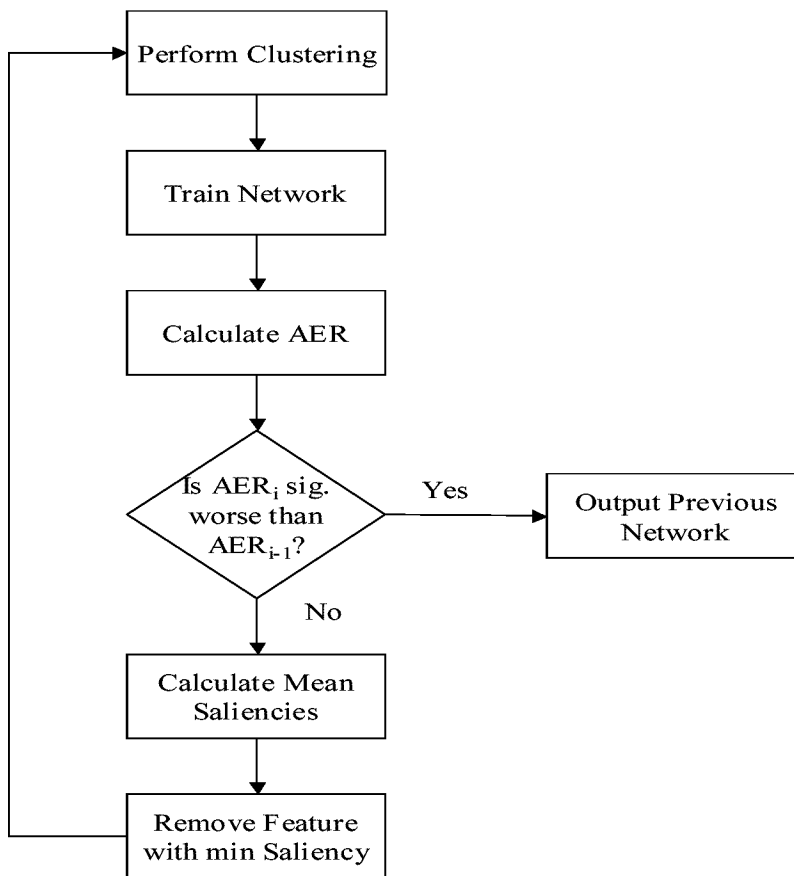 Perform Clustering
Train Network
Calculate AER
Is AERᵢ sig.
worse than
AERᵢ₋₁?
Yes
Output Previous
Network
No
Calculate Mean
Saliencies
Remove Feature
with min Saliency